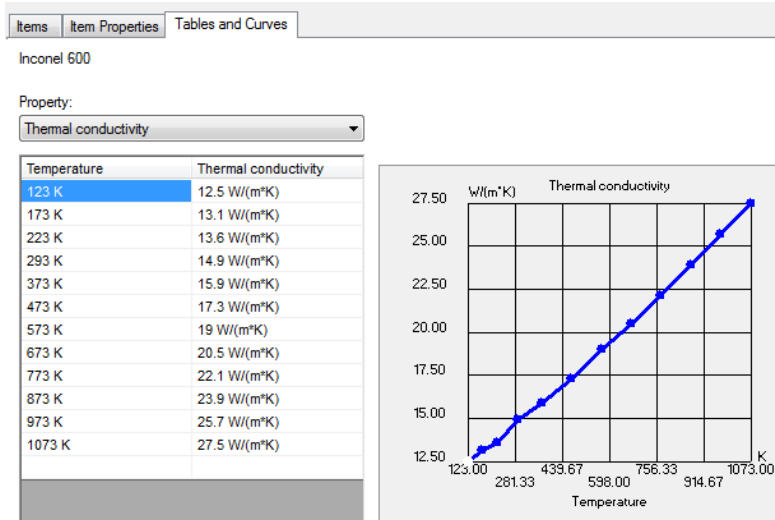 Items Item Properties Tables and Curves
Inconel 600
Property:
Thermal conductivity
Temperature Thermal conductivity
123 K 12.5 W/(m*K)
173 K 13.1 W/(m*K)
223 K 13.6 W/(m*K)
293 K 14.9 W/(m*K)
373 K 15.9 W/(m*K)
473 K 17.3 W/(m*K)
573 K 19 W/(m*K)
673 K 20.5 W/(m*K)
773 K 22.1 W/(m*K)
873 K 23.9 W/(m*K)
973 K 25.7 W/(m*K)
1073 K 27.5 W/(m*K)
W/(m*K) Thermal conductivity
27.50
25.00
22.50
20.00
17.50
15.00
12.50
K
123.00 439.67 756.33 1073.00
281.33 598.00 914.67
Temperature